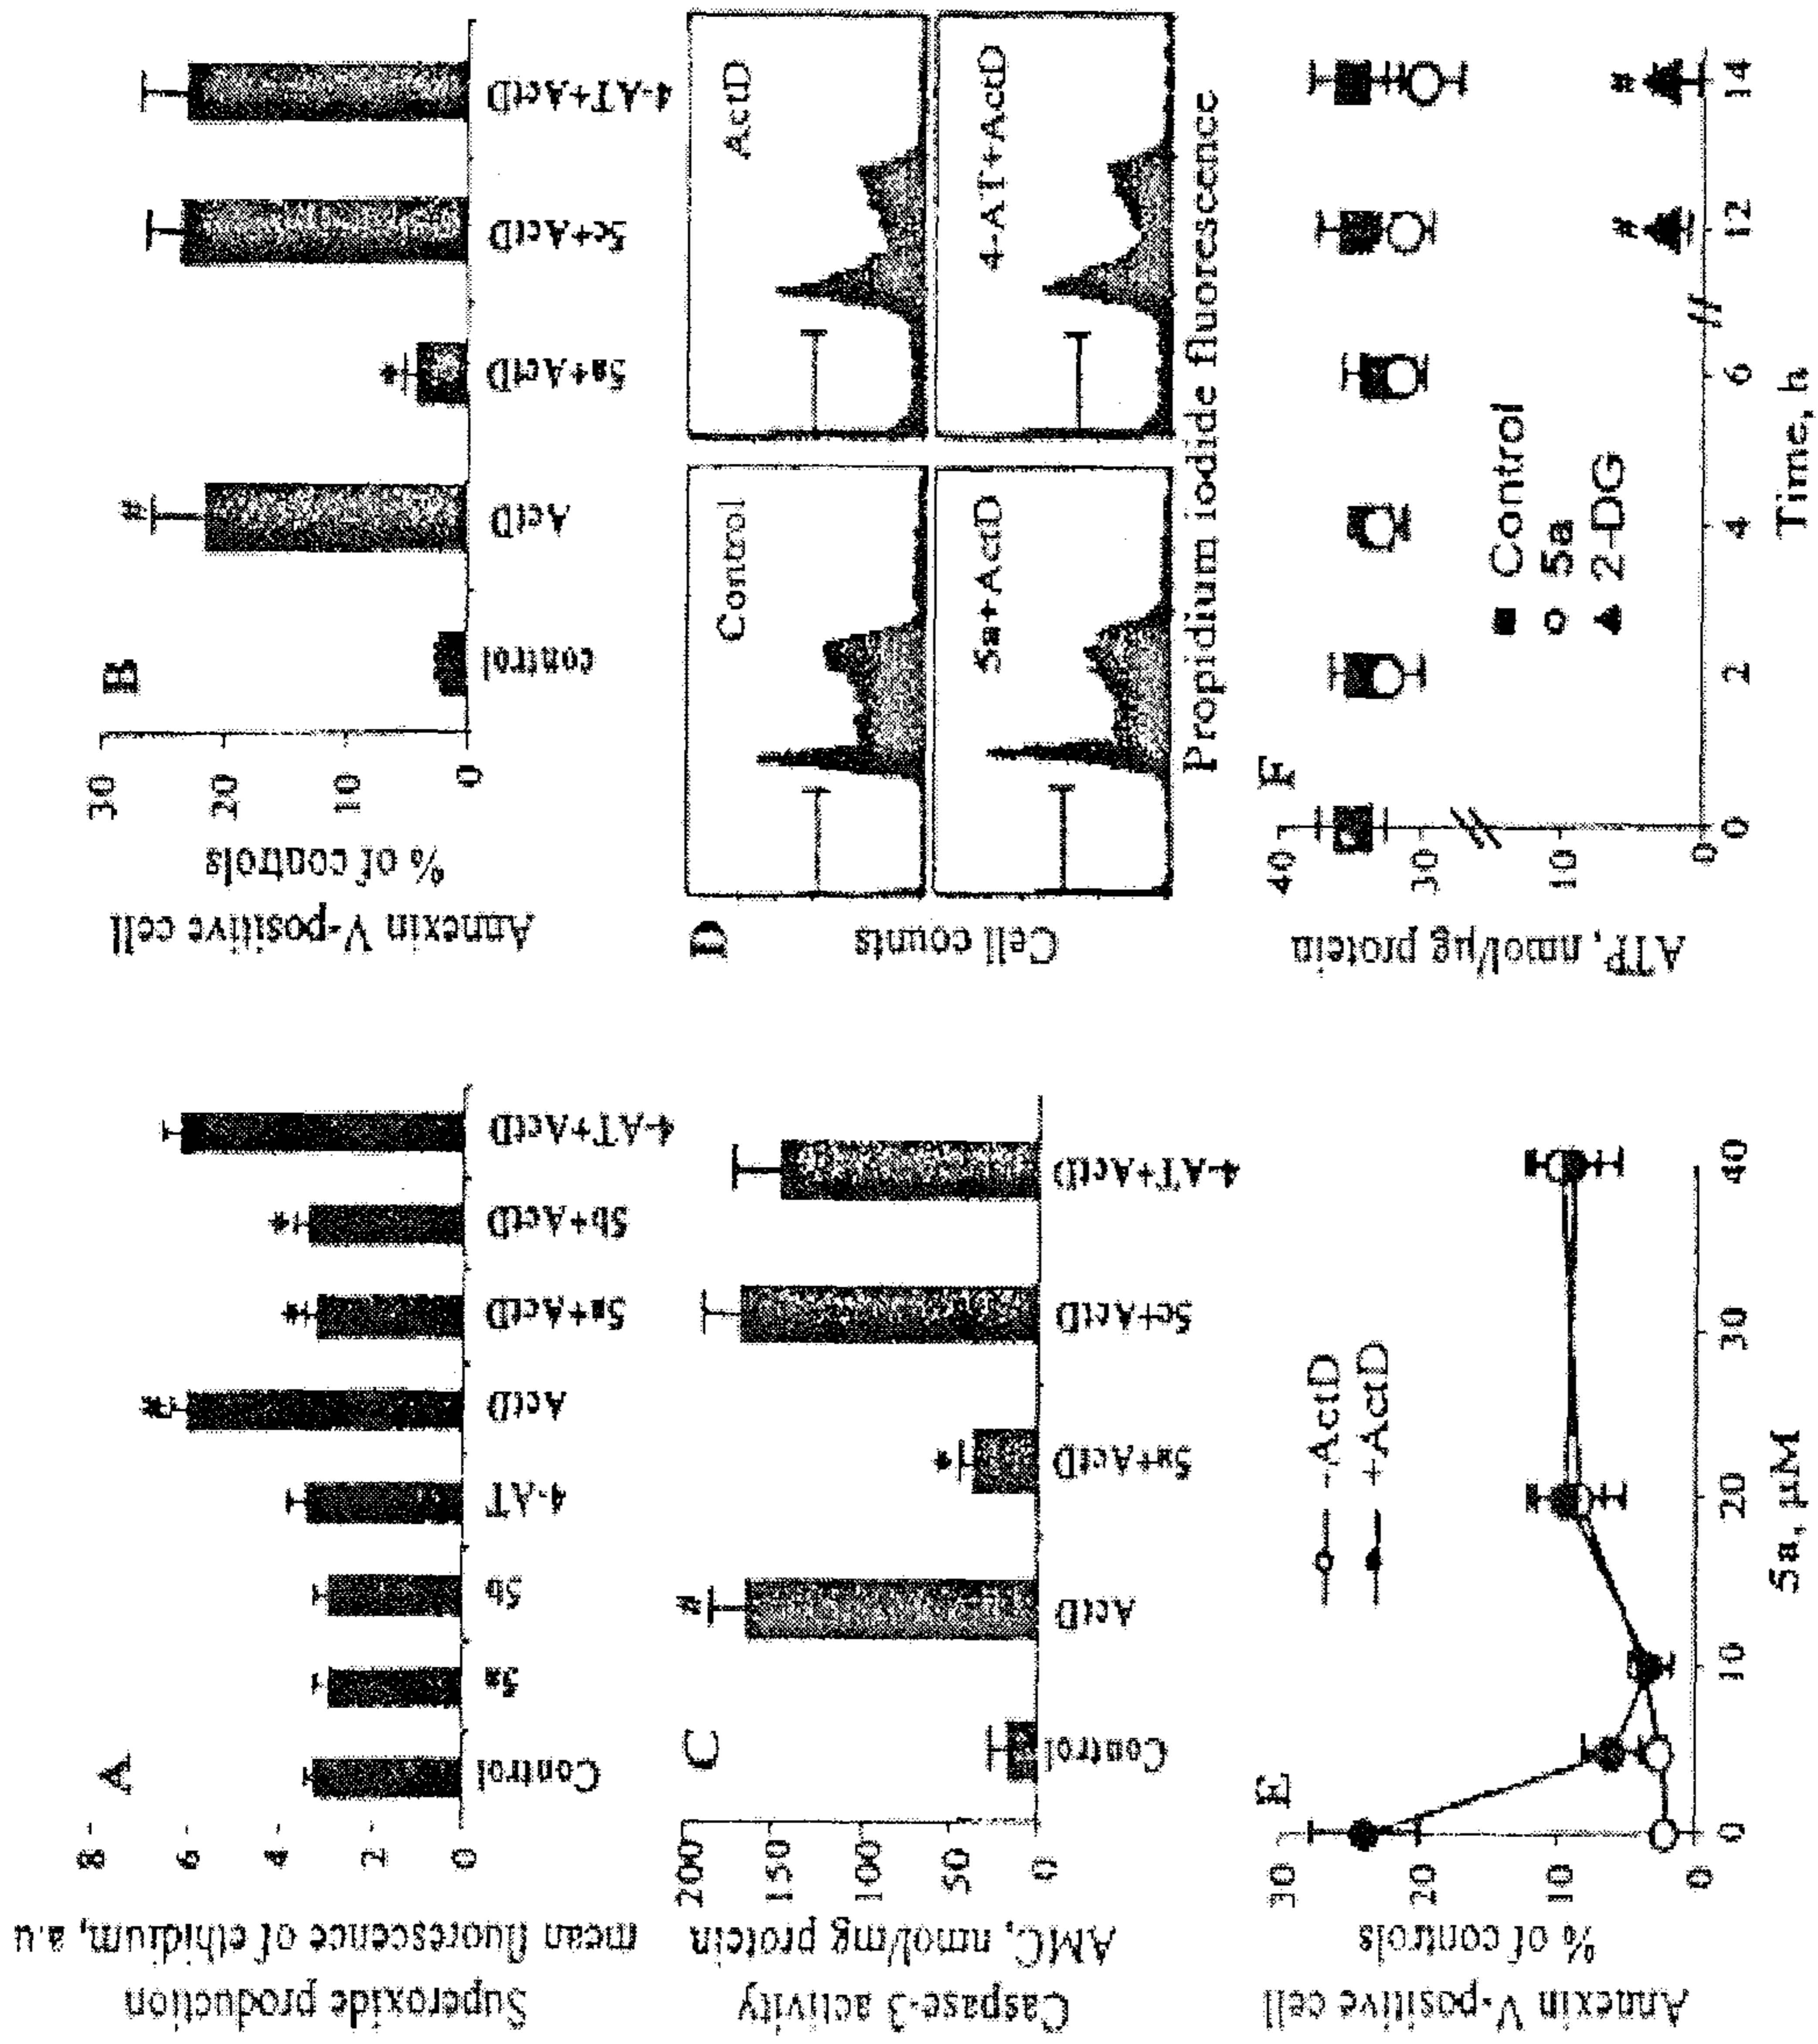 A
Superoxide production
mean fluorescence of ethidium, a.u
8
6
4
2
0
Control
5a
5b
4-AT
ActD
#
5a+ActD
*
5b+ActD
*
4-AT+ActD
B
Annexin V-positive cell
% of controls
30
20
10
0
control
ActD
#
5a+ActD
*
5c+ActD
4-AT+ActD
C
Caspase-3 activity
AMC, nmol/mg protein
200
150
100
50
0
Control
ActD
#
5a+ActD
*
5c+ActD
4-AT+ActD
D
Cell counts
Control
ActD
5a+ActD
4-AT+ActD
Propidium iodide fluorescence
E
Annexin V-positive cell
% of controls
30
20
10
0
-ActD
+ActD
0 10 20 30 40
5a, µM
F
ATP, nmol/µg protein
40
30
10
0
Control
5a
2-DG
# #
0 2 4 6 12 14
Time, h